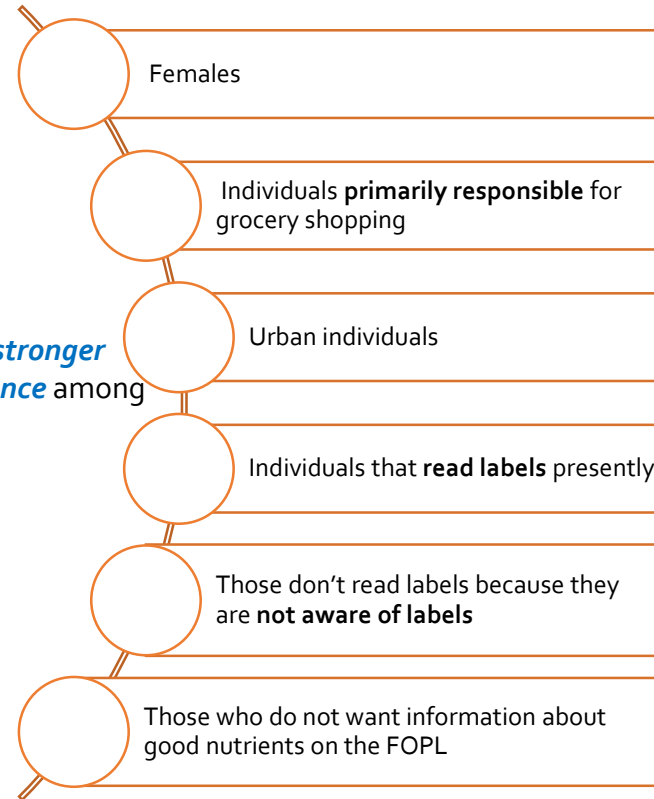 Females
Individuals primarily responsible for
grocery shopping
Urban individuals
stronger
nce among
Individuals that read labels presently
Those don’t read labels because they
are not aware of labels
Those who do not want information about
good nutrients on the FOPL